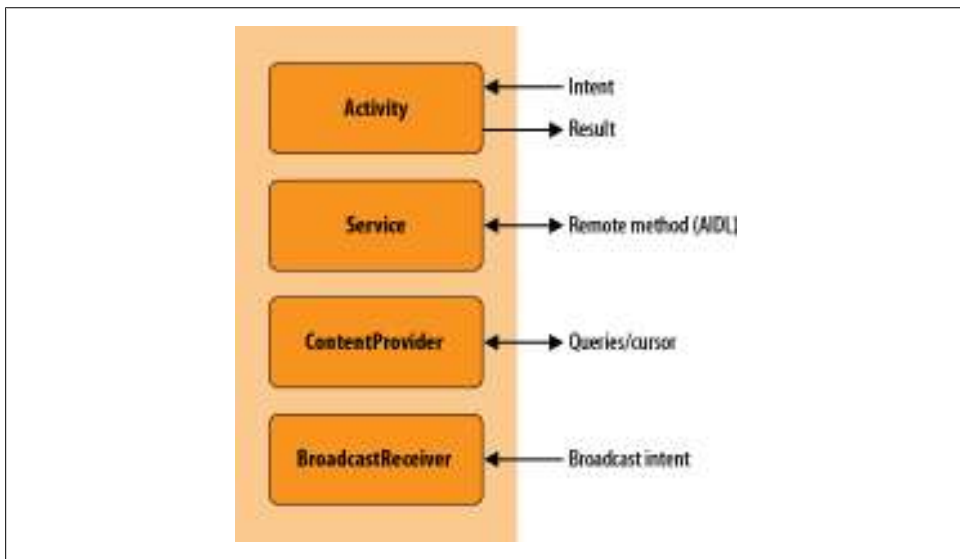 Activity
Intent
Result
Service
Remote method (AIDL)
ContentProvider
Queries/cursor
BroadcastReceiver
Broadcast intent